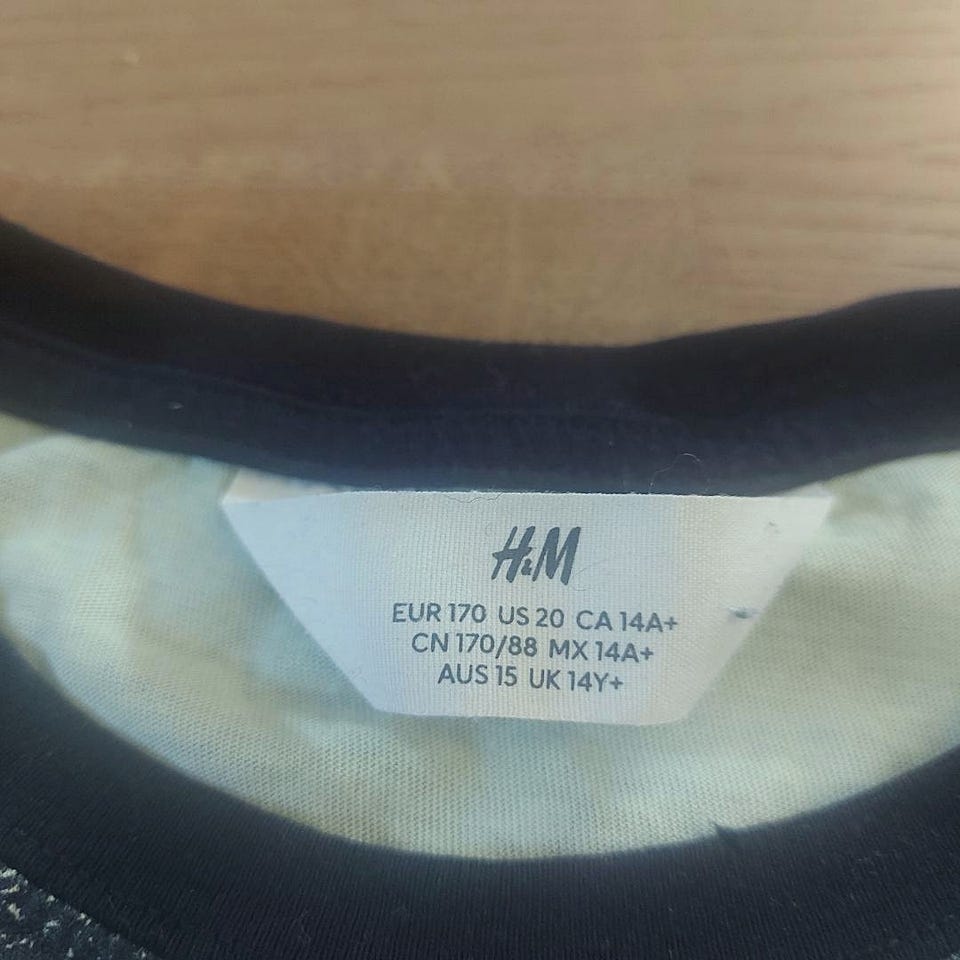 H&M
EUR 170 US 20 CA 14A+
CN 170/88 MX 14A+
AUS 15 UK 14Y+